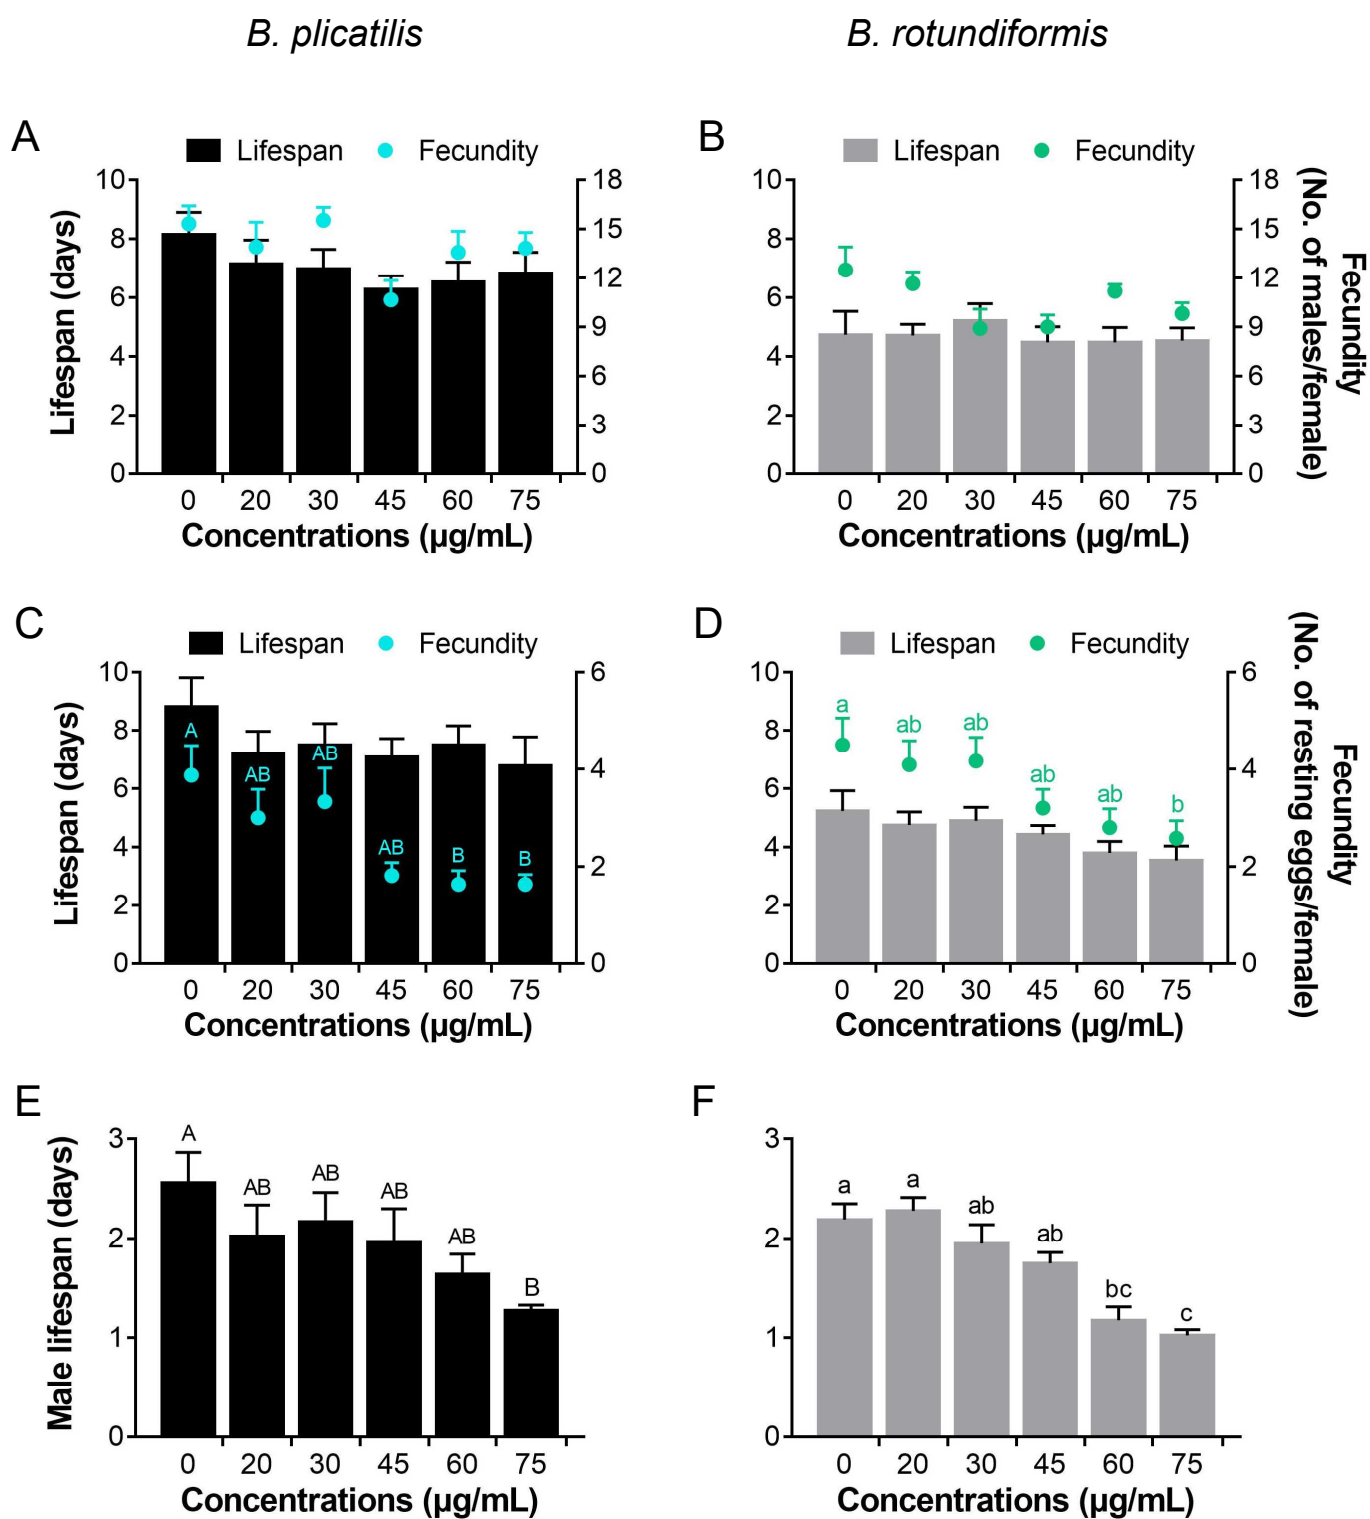 B. plicatilis
B. rotundiformis
A
Lifespan
Fecundity
10
8
6
4
2
0
18
15
12
9
6
3
0
Lifespan (days)
0 20 30 45 60 75
Concentrations (µg/mL)
B
Lifespan
Fecundity
10
8
6
4
2
0
18
15
12
9
6
3
0
Fecundity
(No. of males/female)
0 20 30 45 60 75
Concentrations (µg/mL)
C
Lifespan
Fecundity
10
8
6
4
2
0
6
4
2
0
Lifespan (days)
A
AB
AB
AB
B
B
0 20 30 45 60 75
Concentrations (µg/mL)
D
Lifespan
Fecundity
10
8
6
4
2
0
6
4
2
0
Fecundity
(No. of resting eggs/female)
a
ab
ab
ab
ab
b
0 20 30 45 60 75
Concentrations (µg/mL)
E
3
2
1
0
Male lifespan (days)
A
AB
AB
AB
AB
B
0 20 30 45 60 75
Concentrations (µg/mL)
F
3
2
1
0
a
a
ab
ab
bc
c
0 20 30 45 60 75
Concentrations (µg/mL)